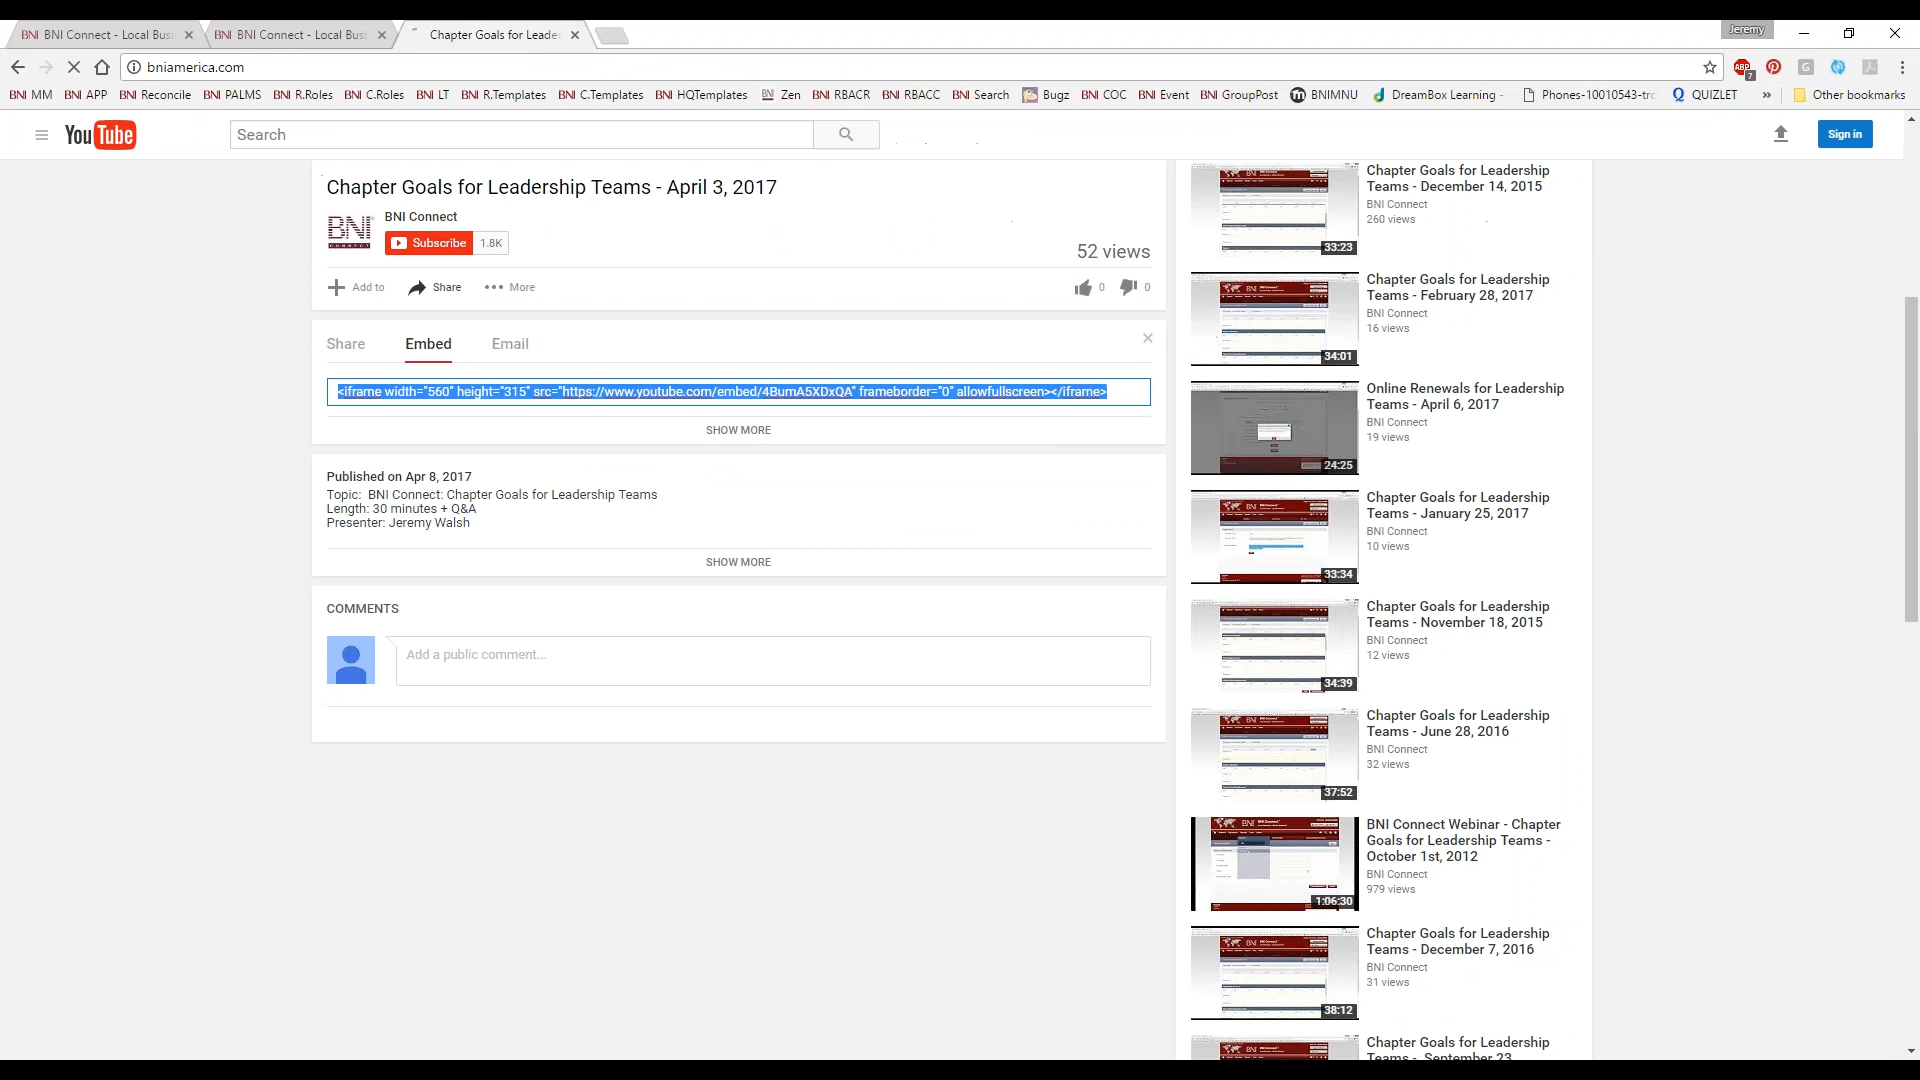 BNI BNI Connect - Local Busi
BNI BNI Connect - Local Busi
Chapter Goals for Leade
Jeremy
bniamerica.com
ABP 7
BNI MM BNI APP BNI Reconcile BNI PALMS BNI R.Roles BNI C.Roles BNI LT BNI R.Templates BNI C.Templates BNI HQTemplates Zen BNI RBACR BNI RBACC BNI Search Bugz BNI COC BNI Event BNI GroupPost BNIMNU DreamBox Learning - Phones-10010543-tro QUIZLET » Other bookmarks
YouTube
Search
Sign in
Chapter Goals for Leadership Teams - April 3, 2017
BNI CONNECT
BNI Connect
Subscribe 1.8K
52 views
Add to Share More 0 0
Share Embed Email
<iframe width="560" height="315" src="https://www.youtube.com/embed/4BumA5XDxQA" frameborder="0" allowfullscreen></iframe>
SHOW MORE
Published on Apr 8, 2017
Topic: BNI Connect: Chapter Goals for Leadership Teams
Length: 30 minutes + Q&A
Presenter: Jeremy Walsh
SHOW MORE
COMMENTS
Add a public comment...
Chapter Goals for Leadership
Teams - December 14, 2015
BNI Connect
260 views
33:23
Chapter Goals for Leadership
Teams - February 28, 2017
BNI Connect
16 views
34:01
Online Renewals for Leadership
Teams - April 6, 2017
BNI Connect
19 views
24:25
Chapter Goals for Leadership
Teams - January 25, 2017
BNI Connect
10 views
33:34
Chapter Goals for Leadership
Teams - November 18, 2015
BNI Connect
12 views
34:39
Chapter Goals for Leadership
Teams - June 28, 2016
BNI Connect
32 views
37:52
BNI Connect Webinar - Chapter
Goals for Leadership Teams -
October 1st, 2012
BNI Connect
979 views
1:06:30
Chapter Goals for Leadership
Teams - December 7, 2016
BNI Connect
31 views
38:12
Chapter Goals for Leadership
Teams - September 23